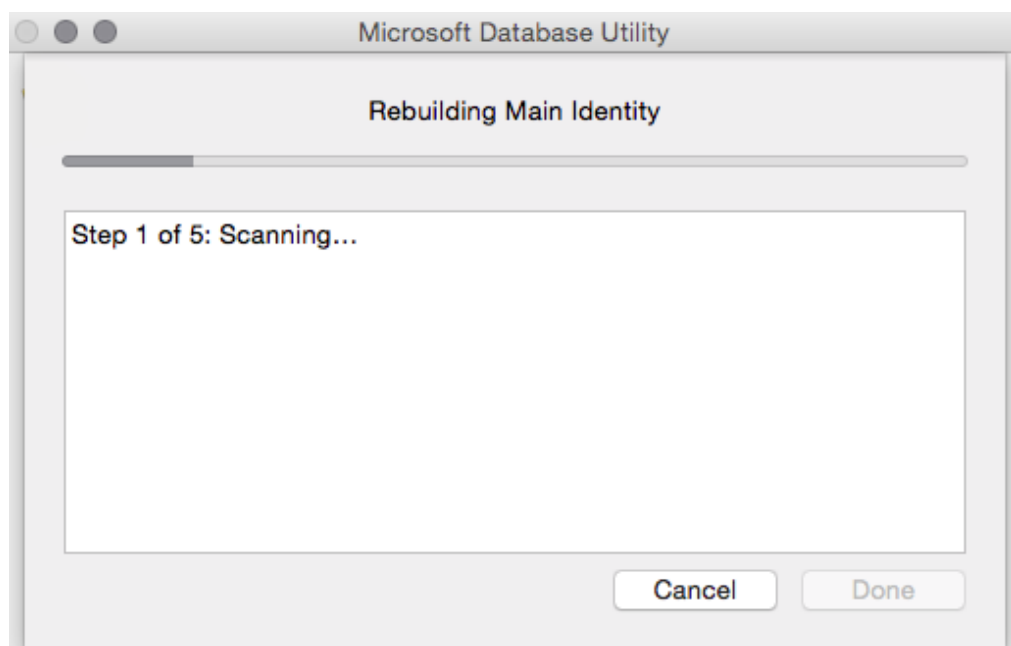 Microsoft Database Utility
Rebuilding Main Identity
Step 1 of 5: Scanning...
Cancel
Done